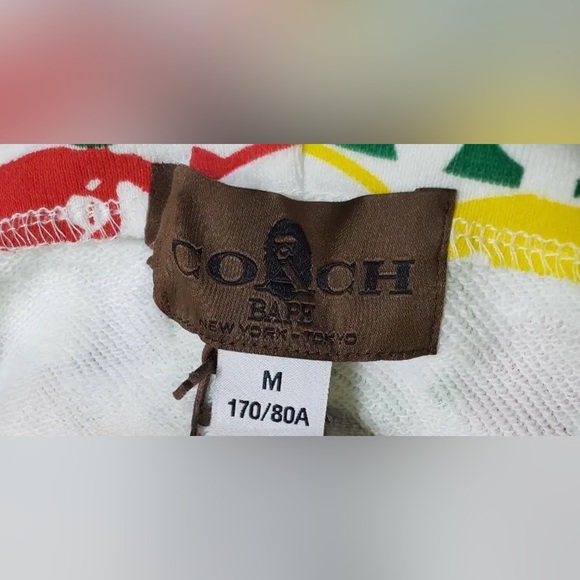 COACH
BAPE
NEW YORK - TOKYO
M
170/80A